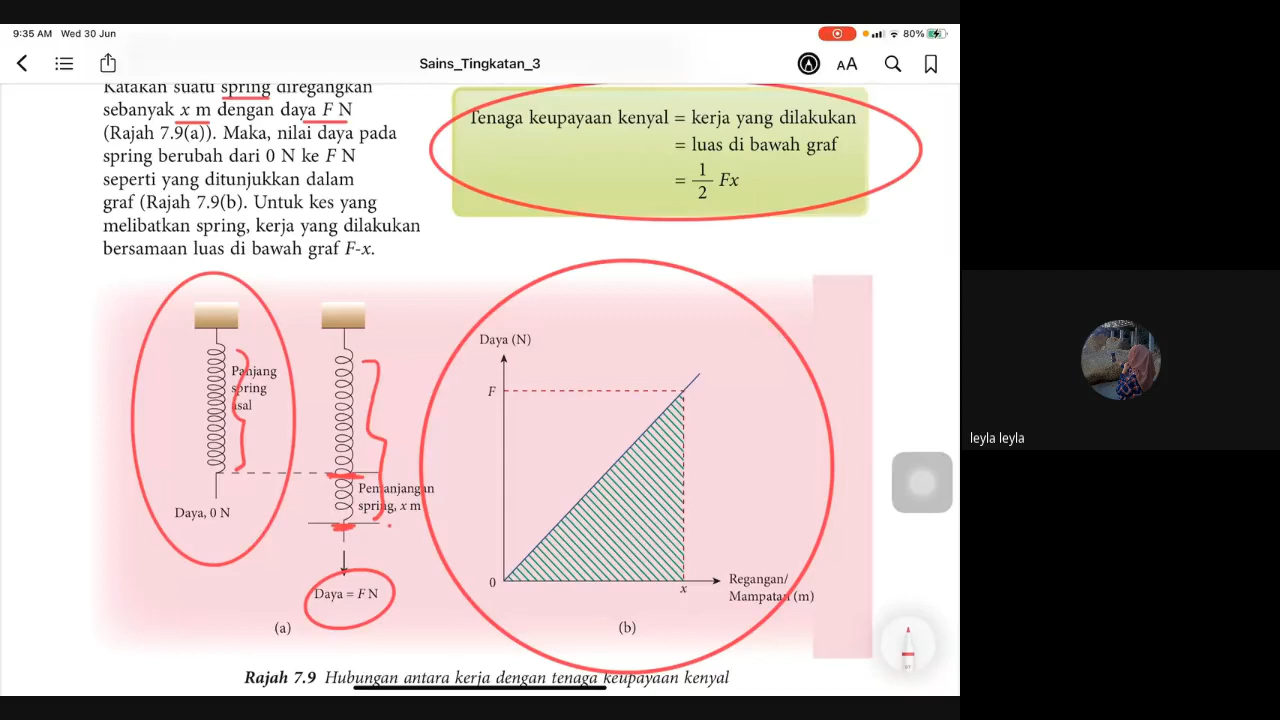 9:35 AM Wed 30 Jun
80%
Sains_Tingkatan_3
AA
Katakan suatu spring diregangkan
sebanyak x m dengan daya F N
(Rajah 7.9(a)). Maka, nilai daya pada
spring berubah dari 0 N ke F N
seperti yang ditunjukkan dalam
graf (Rajah 7.9(b). Untuk kes yang
melibatkan spring, kerja yang dilakukan
bersamaan luas di bawah graf F-x.
Tenaga keupayaan kenyal = kerja yang dilakukan
= luas di bawah graf
= 1/2 Fx
Panjang
spring
asal
Daya, 0 N
Pemanjangan
spring, x m
Daya = F N
(a)
Daya (N)
F
0
x
Regangan/
Mampatan (m)
(b)
Rajah 7.9 Hubungan antara kerja dengan tenaga keupayaan kenyal
leyla leyla